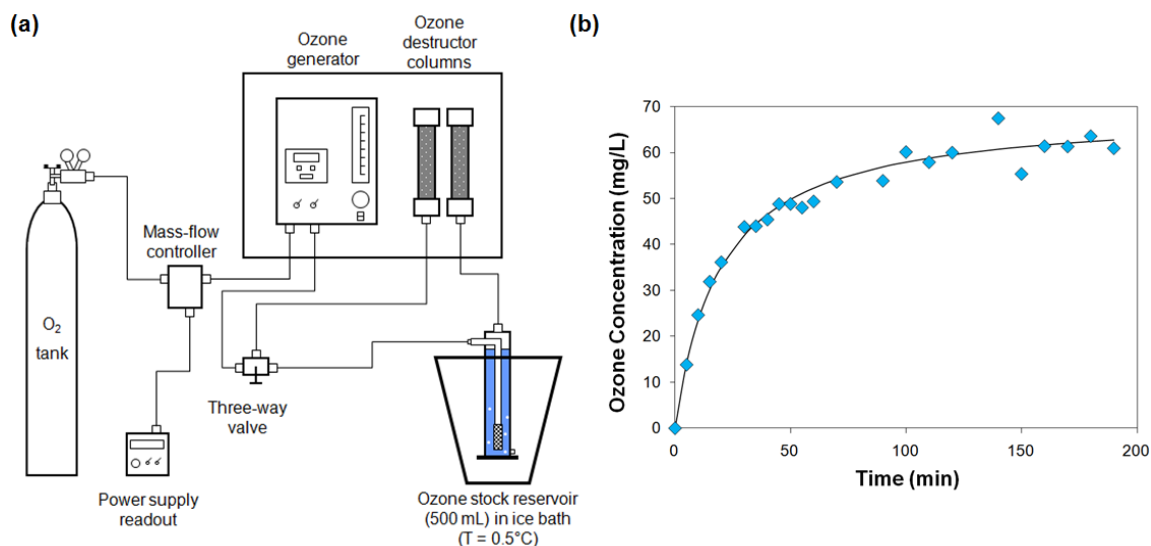 (a)
Ozone
generator
Ozone
destructor
columns
Mass-flow
controller
O₂
tank
Three-way
valve
Power supply
readout
Ozone stock reservoir
(500 mL) in ice bath
(T = 0.5°C)
(b)
Ozone Concentration (mg/L)
70
60
50
40
30
20
10
0
0 50 100 150 200
Time (min)